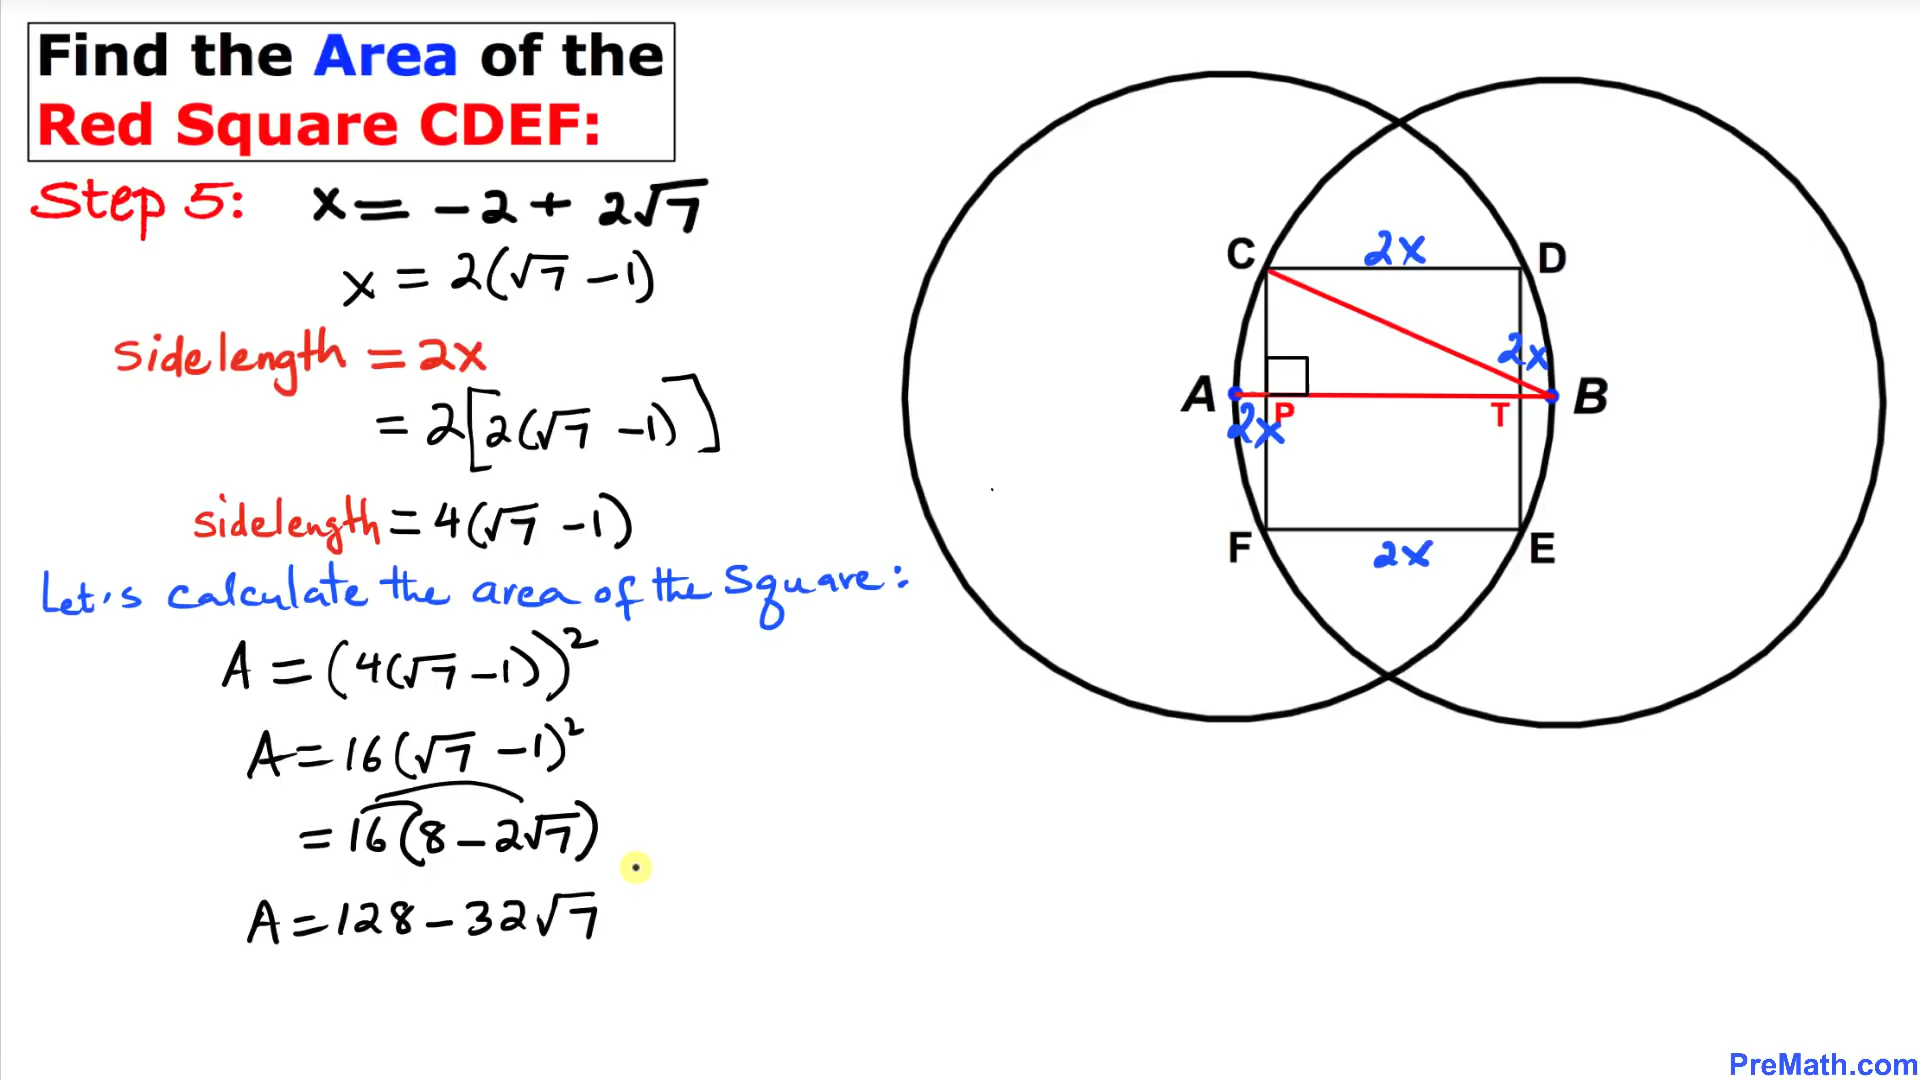 Find the Area of the
Red Square CDEF:
Step 5: x = -2 + 2√7
x = 2(√7 -1)
sidelength = 2x
= 2[2(√7 -1)]
sidelength = 4(√7 -1)
Let's calculate the area of the square:
A = (4(√7 -1))²
A = 16(√7 -1)²
= 16(8 - 2√7)
A = 128 - 32√7
C 2x D
2x
A P T B
2x
F 2x E
PreMath.com